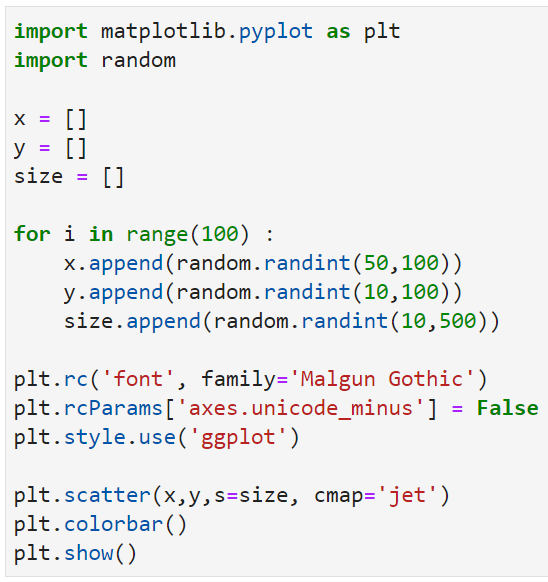 import matplotlib.pyplot as plt
import random

x = []
y = []
size = []

for i in range(100) :
    x.append(random.randint(50,100))
    y.append(random.randint(10,100))
    size.append(random.randint(10,500))

plt.rc('font', family='Malgun Gothic')
plt.rcParams['axes.unicode_minus'] = False
plt.style.use('ggplot')

plt.scatter(x,y,s=size, cmap='jet')
plt.colorbar()
plt.show()